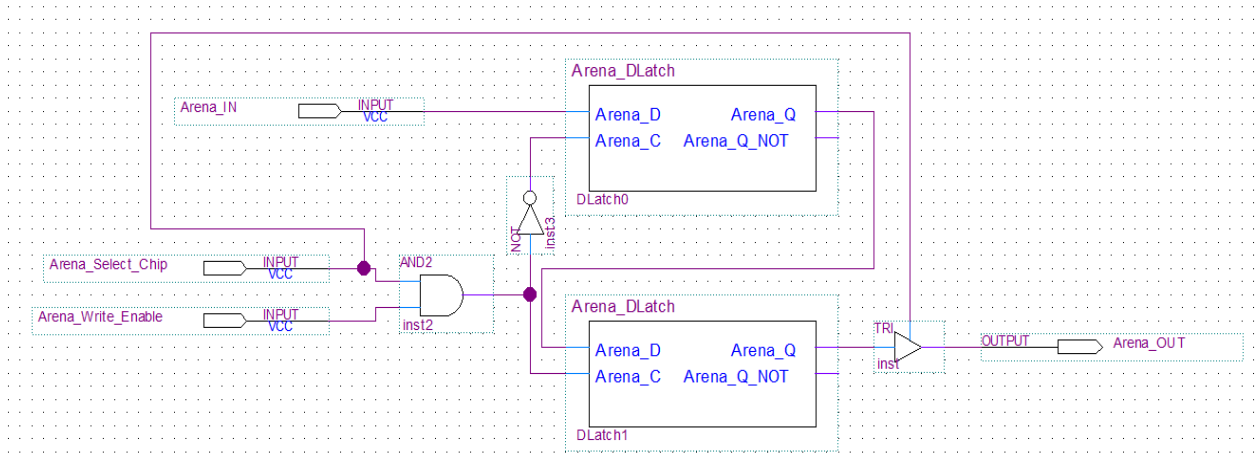 Arena_DLatch
Arena_IN
INPUT
VCC
Arena_D
Arena_Q
Arena_C
Arena_Q_NOT
DLatch0
NOT
inst3
Arena_Select_Chip
INPUT
VCC
AND2
Arena_Write_Enable
INPUT
VCC
inst2
Arena_DLatch
Arena_D
Arena_Q
Arena_C
Arena_Q_NOT
DLatch1
TRI
inst
OUTPUT
Arena_OUT